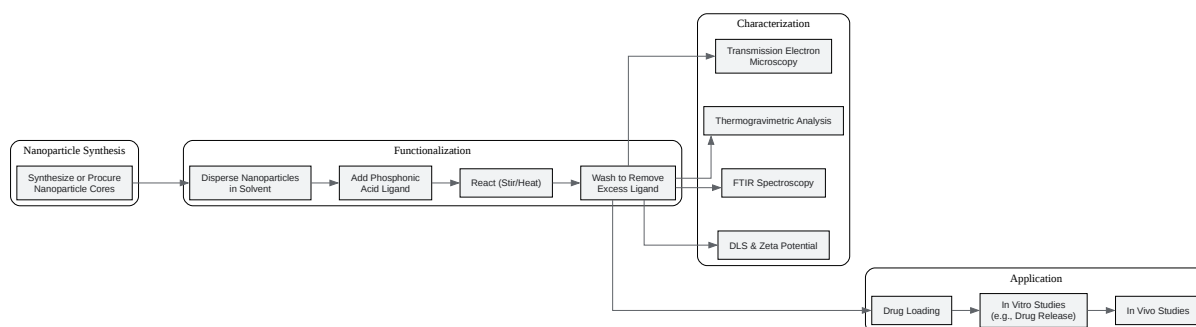 Nanoparticle Synthesis
Synthesize or Procure
Nanoparticle Cores
Functionalization
Disperse Nanoparticles
in Solvent
Add Phosphonic
Acid Ligand
React (Stir/Heat)
Wash to Remove
Excess Ligand
Characterization
Transmission Electron
Microscopy
Thermogravimetric Analysis
FTIR Spectroscopy
DLS & Zeta Potential
Application
Drug Loading
In Vitro Studies
(e.g., Drug Release)
In Vivo Studies